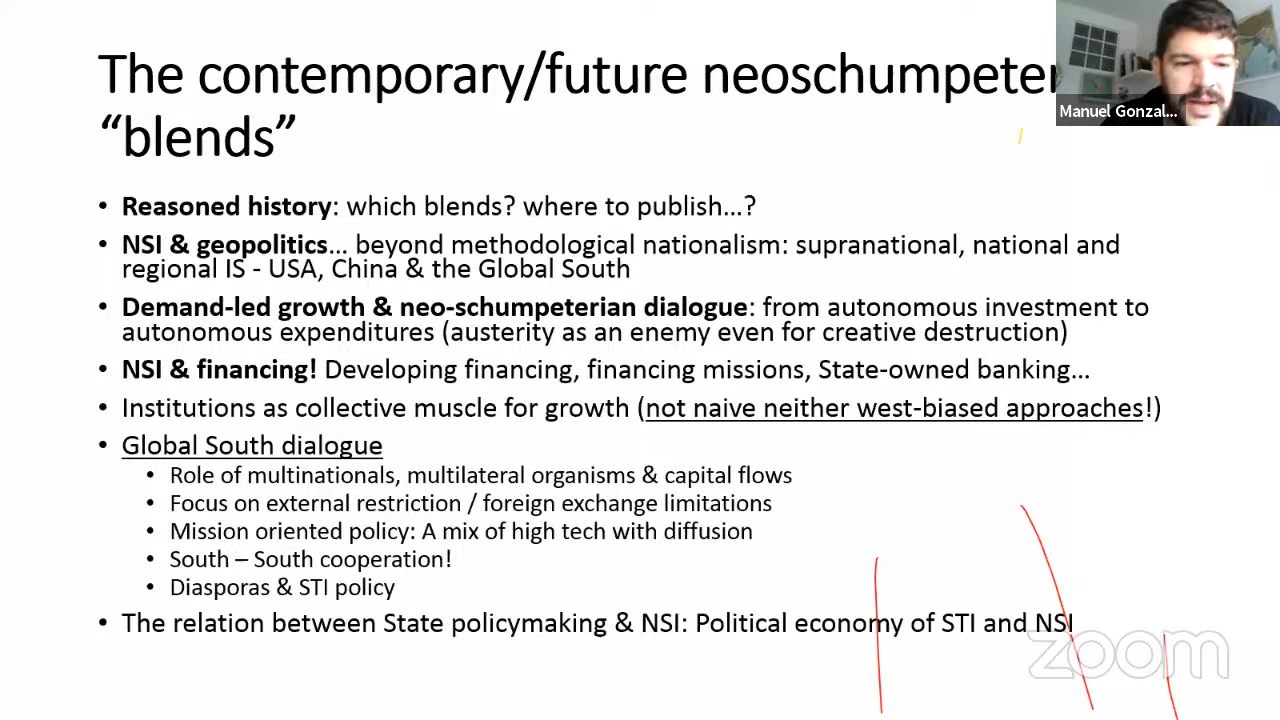 The contemporary/future neoschumpeter
“blends”
Manuel Gonzal...
• Reasoned history: which blends? where to publish…?
• NSI & geopolitics… beyond methodological nationalism: supranational, national and
regional IS - USA, China & the Global South
• Demand-led growth & neo-schumpeterian dialogue: from autonomous investment to
autonomous expenditures (austerity as an enemy even for creative destruction)
• NSI & financing! Developing financing, financing missions, State-owned banking…
• Institutions as collective muscle for growth (not naive neither west-biased approaches!)
• Global South dialogue
• Role of multinationals, multilateral organisms & capital flows
• Focus on external restriction / foreign exchange limitations
• Mission oriented policy: A mix of high tech with diffusion
• South – South cooperation!
• Diasporas & STI policy
• The relation between State policymaking & NSI: Political economy of STI and NSI
zoom